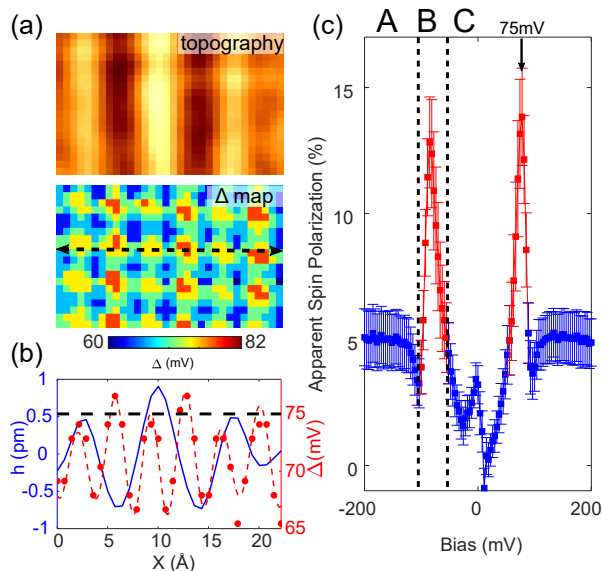 (a)
topography
Δ map
60
82
Δ (mV)
(b)
1
0.5
0
-0.5
-1
h (pm)
75
70
65
Δ(mV)
0
5
10
15
20
X (Å)
(c)
A
B
C
75mV
15
10
5
0
Apparent Spin Polarization (%)
-200
0
200
Bias (mV)